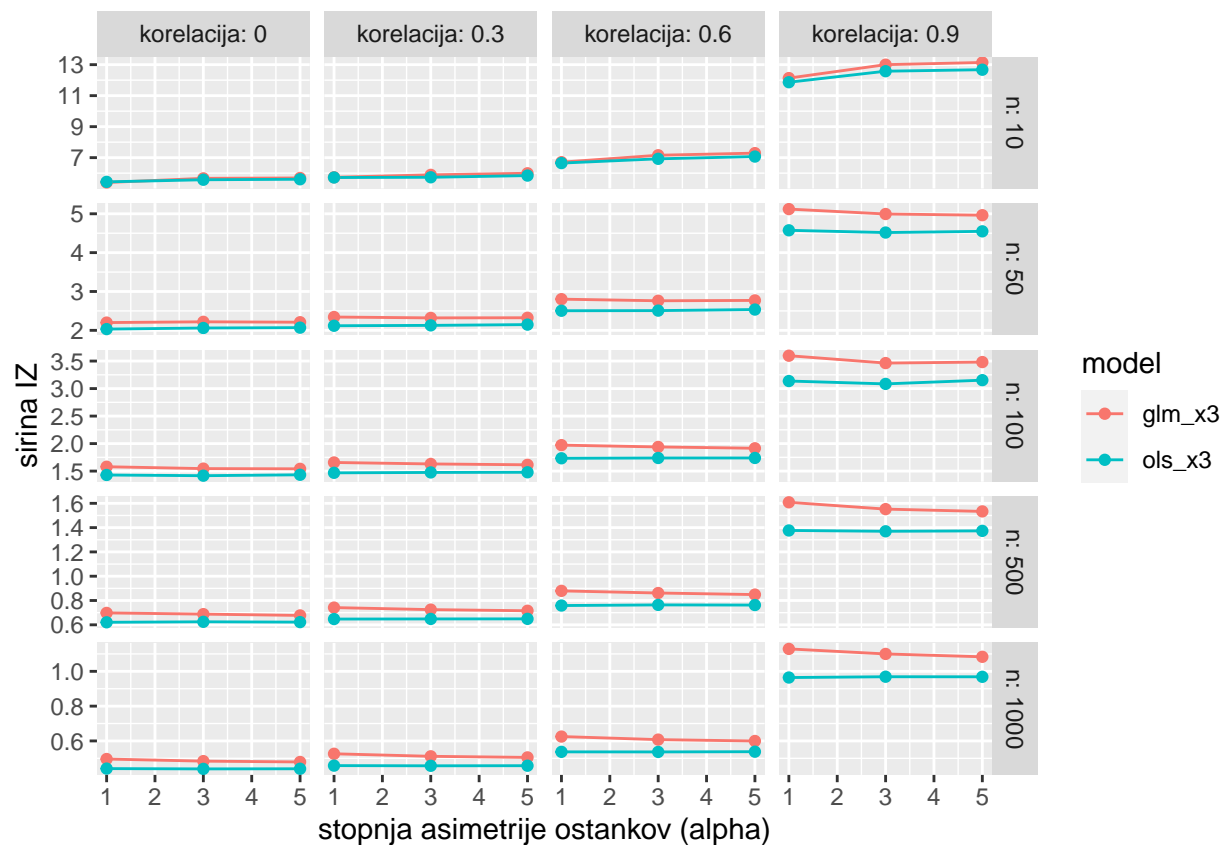 korelacija: 0
korelacija: 0.3
korelacija: 0.6
korelacija: 0.9
13
11
9
7
n: 10
5
4
3
2
n: 50
3.5
3.0
2.5
2.0
1.5
n: 100
1.6
1.4
1.2
1.0
0.8
0.6
n: 500
1.0
0.8
0.6
n: 1000
1 2 3 4 5
1 2 3 4 5
1 2 3 4 5
1 2 3 4 5
stopnja asimetrije ostankov (alpha)
sirina IZ
model
glm_x3
ols_x3